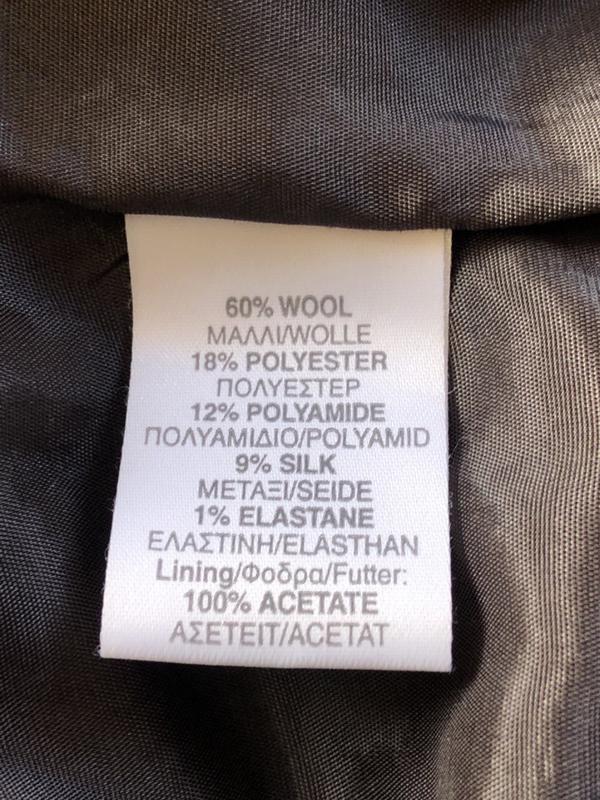 60% WOOL
ΜΑΛΛΙ/WOLLE
18% POLYESTER
ΠΟΛΥΕΣΤΕΡ
12% POLYAMIDE
ΠΟΛΥΑΜΙΔΙΟ/POLYAMID
9% SILK
ΜΕΤΑΞΙ/SEIDE
1% ELASTANE
ΕΛΑΣΤΙΝΗ/ELASTHAN
Lining/Φοδρα/Futter:
100% ACETATE
ΑΣΕΤΕΙΤ/ACETAT